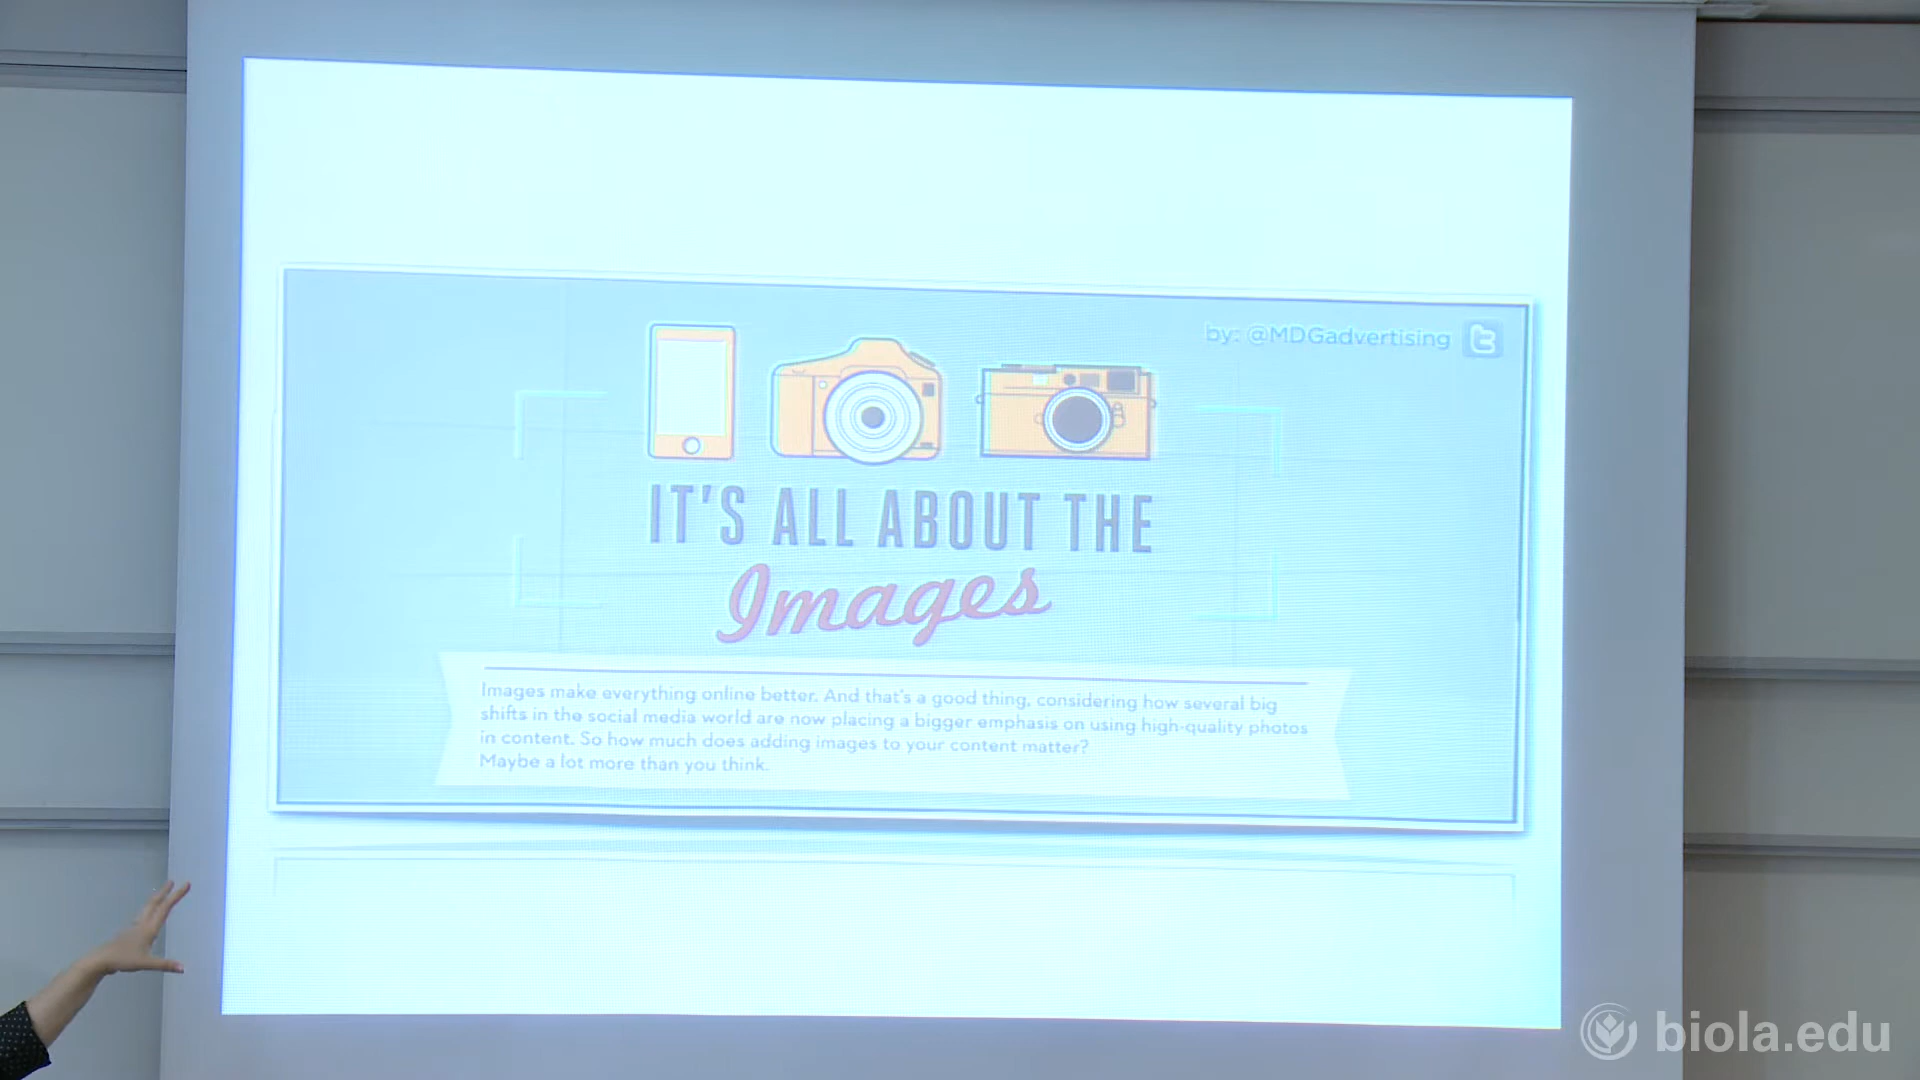 by: @MDGadvertising
IT'S ALL ABOUT THE
Images
Images make everything online better. And that's a good thing, considering how several big
shifts in the social media world are now placing a bigger emphasis on using high-quality photos
in content. So how much does adding images to your content matter?
Maybe a lot more than you think.
biola.edu